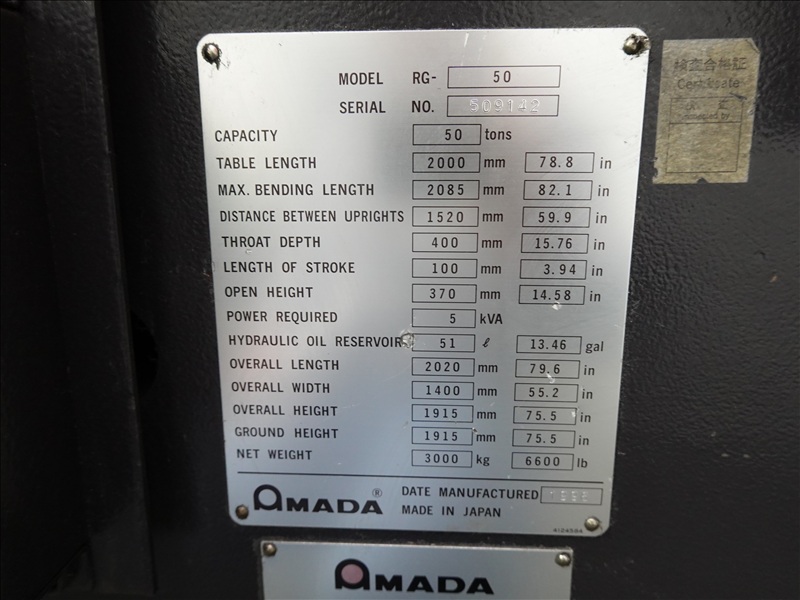 MODEL RG- 50
SERIAL NO. 509142
CAPACITY 50 tons
TABLE LENGTH 2000 mm 78.8 in
MAX. BENDING LENGTH 2085 mm 82.1 in
DISTANCE BETWEEN UPRIGHTS 1520 mm 59.9 in
THROAT DEPTH 400 mm 15.76 in
LENGTH OF STROKE 100 mm 3.94 in
OPEN HEIGHT 370 mm 14.58 in
POWER REQUIRED 5 kVA
HYDRAULIC OIL RESERVOIR 51 ℓ 13.46 gal
OVERALL LENGTH 2020 mm 79.6 in
OVERALL WIDTH 1400 mm 55.2 in
OVERALL HEIGHT 1915 mm 75.5 in
GROUND HEIGHT 1915 mm 75.5 in
NET WEIGHT 3000 kg 6600 lb
AMADA ® DATE MANUFACTURED
MADE IN JAPAN
AMADA
検査合格証